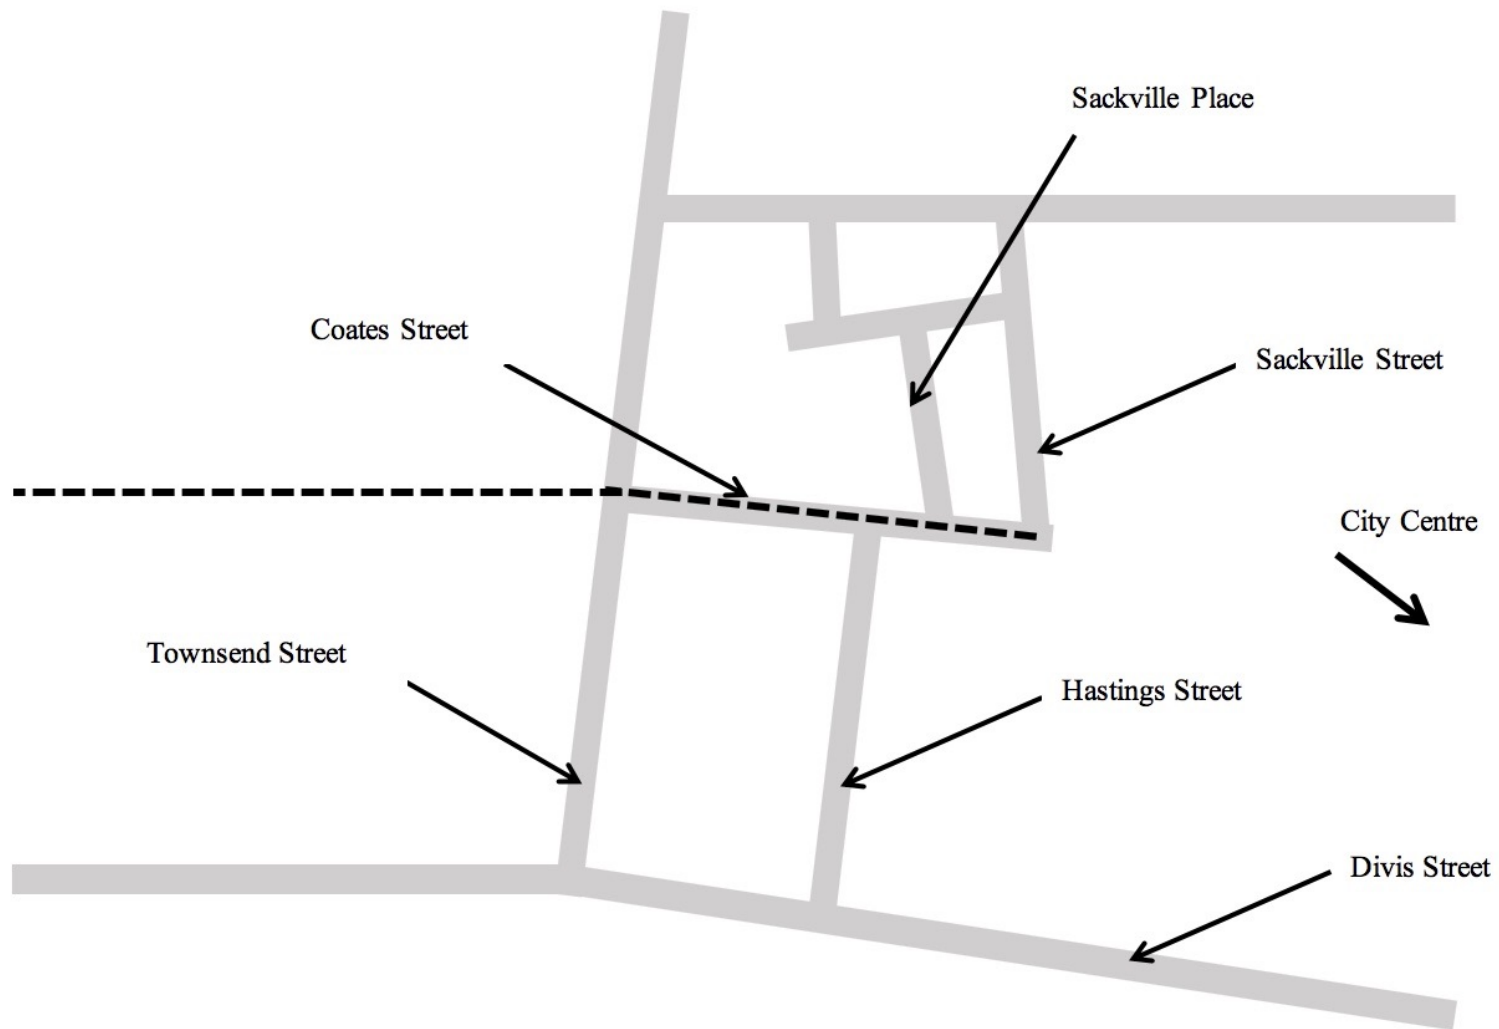 Sackville Place
Coates Street
Sackville Street
City Centre
Townsend Street
Hastings Street
Divis Street